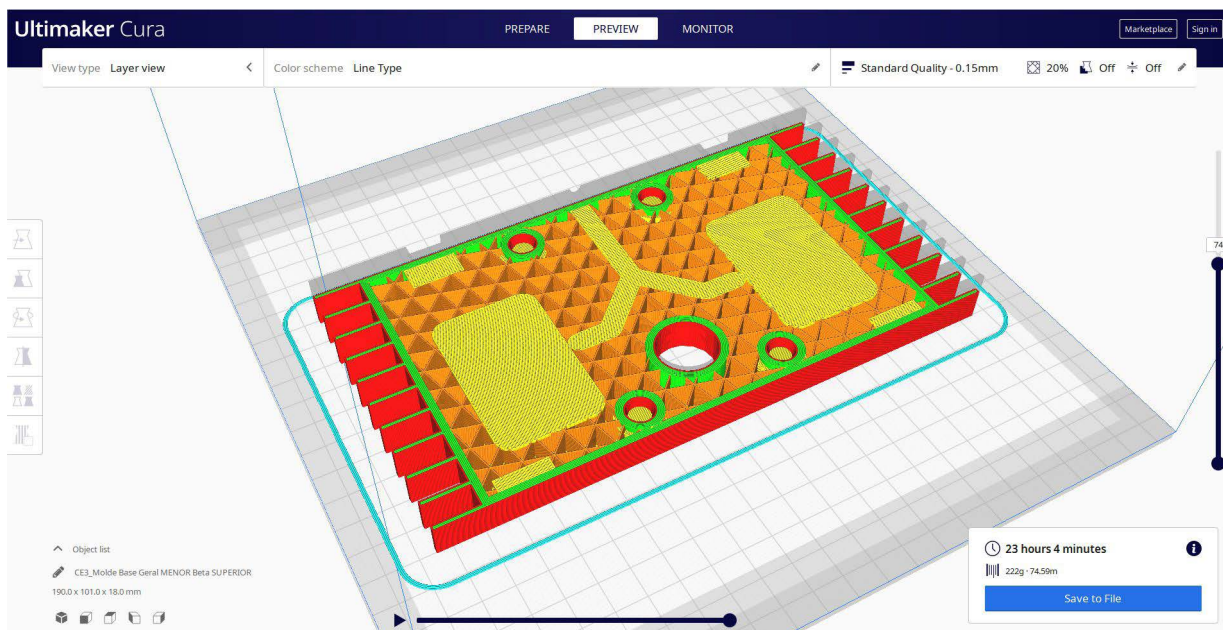 Ultimaker Cura
PREPARE PREVIEW MONITOR
Marketplace Sign in
View type Layer view
Color scheme Line Type
Standard Quality - 0.15mm 20% Off Off
74
Object list
CE3_Molde Base Geral MENOR Beta SUPERIOR
190.0 x 101.0 x 18.0 mm
23 hours 4 minutes
222g · 74.59m
Save to File